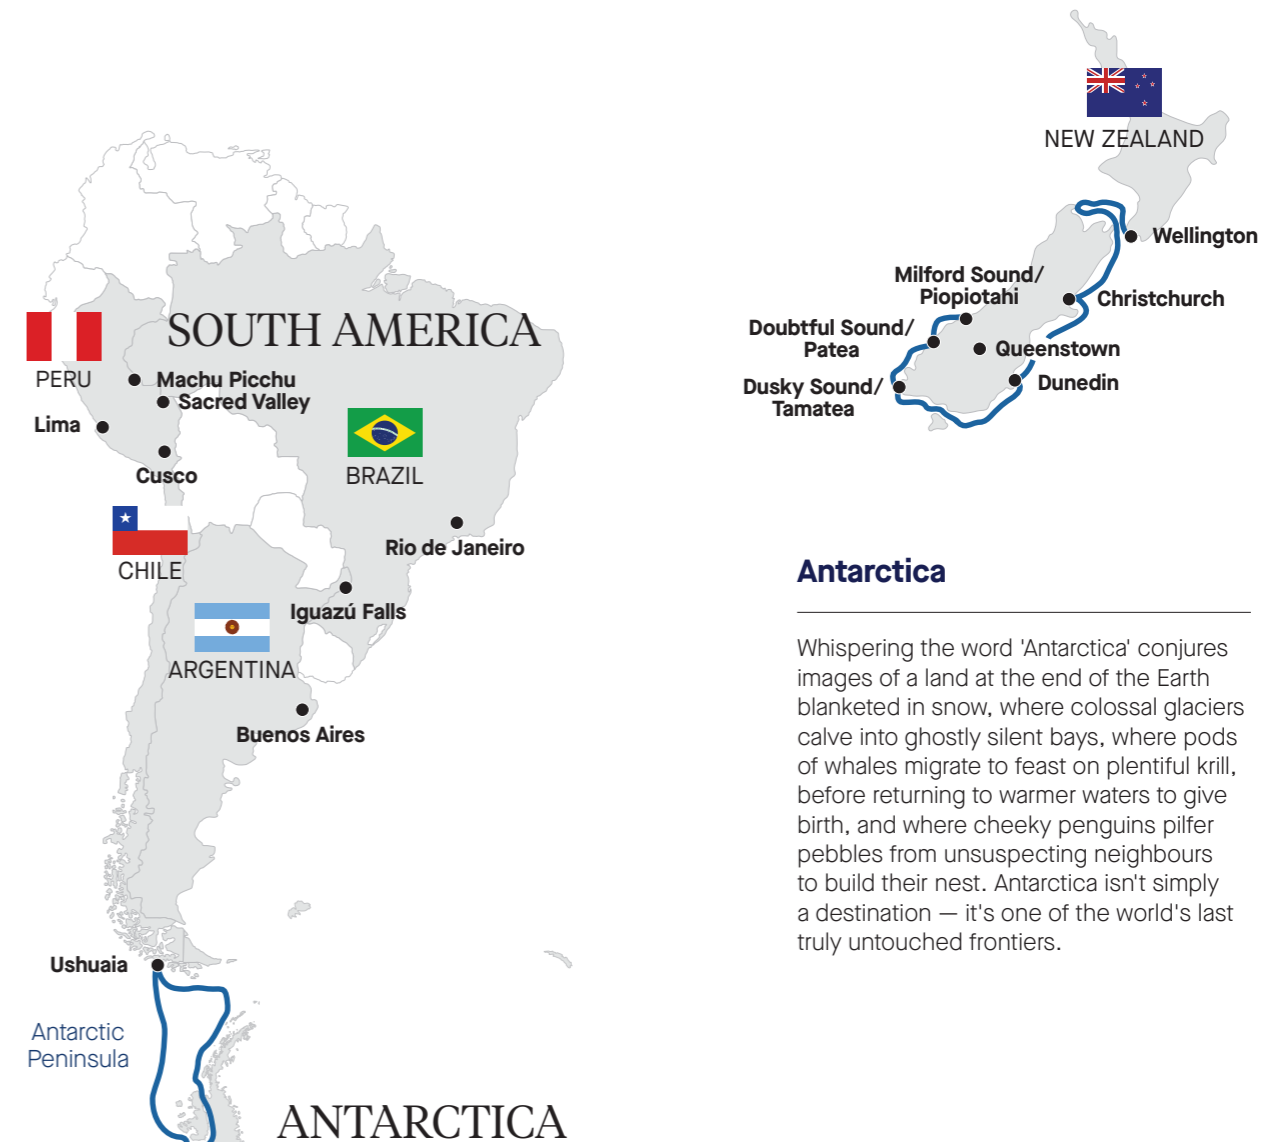 NEW ZEALAND
Wellington
Milford Sound/
Piopiotahi
Christchurch
Doubtful Sound/
Patea
Queenstown
Dusky Sound/
Tamatea
Dunedin
SOUTH AMERICA
PERU
Machu Picchu
Sacred Valley
Lima
Cusco
BRAZIL
Rio de Janeiro
CHILE
Iguazú Falls
ARGENTINA
Buenos Aires
Ushuaia
Antarctic
Peninsula
ANTARCTICA
Antarctica
Whispering the word 'Antarctica' conjures
images of a land at the end of the Earth
blanketed in snow, where colossal glaciers
calve into ghostly silent bays, where pods
of whales migrate to feast on plentiful krill,
before returning to warmer waters to give
birth, and where cheeky penguins pilfer
pebbles from unsuspecting neighbours
to build their nest. Antarctica isn't simply
a destination — it's one of the world's last
truly untouched frontiers.